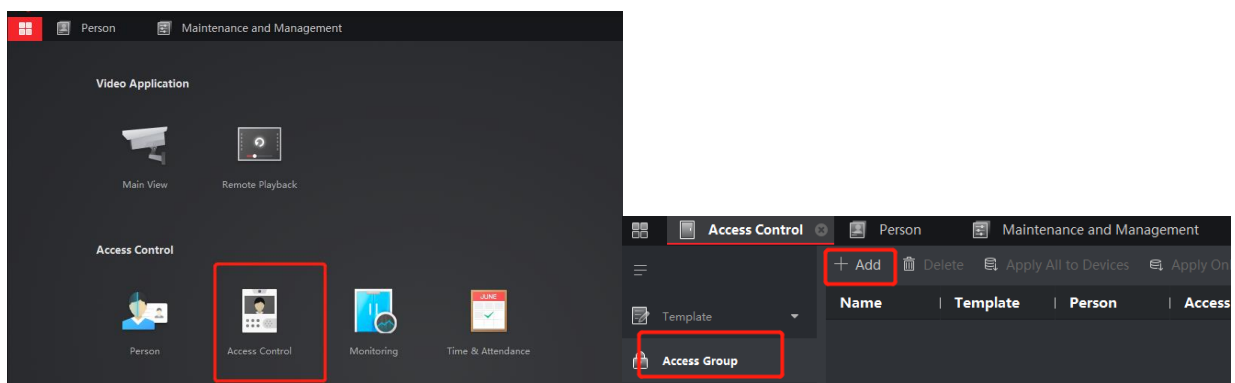 Person
Maintenance and Management
Video Application
Main View
Remote Playback
Access Control
Person
Access Control
Monitoring
JUNE
Time & Attendance
Access Control
Person
Maintenance and Management
+ Add
Delete
Apply All to Devices
Apply On
Name | Template | Person | Access
Template
Access Group